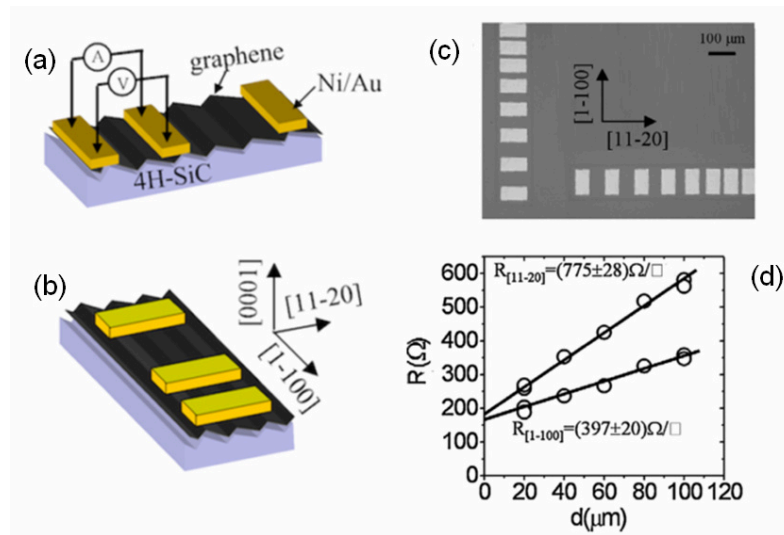 (a)
A
V
graphene
Ni/Au
4H-SiC
(b)
[0001]
[11-20]
[1-100]
(c)
100 µm
[1-100]
[11-20]
(d)
R[11-20]=(775±28)Ω/□
R[1-100]=(397±20)Ω/□
R(Ω)
600
500
400
300
200
100
0
0 20 40 60 80 100 120
d(µm)